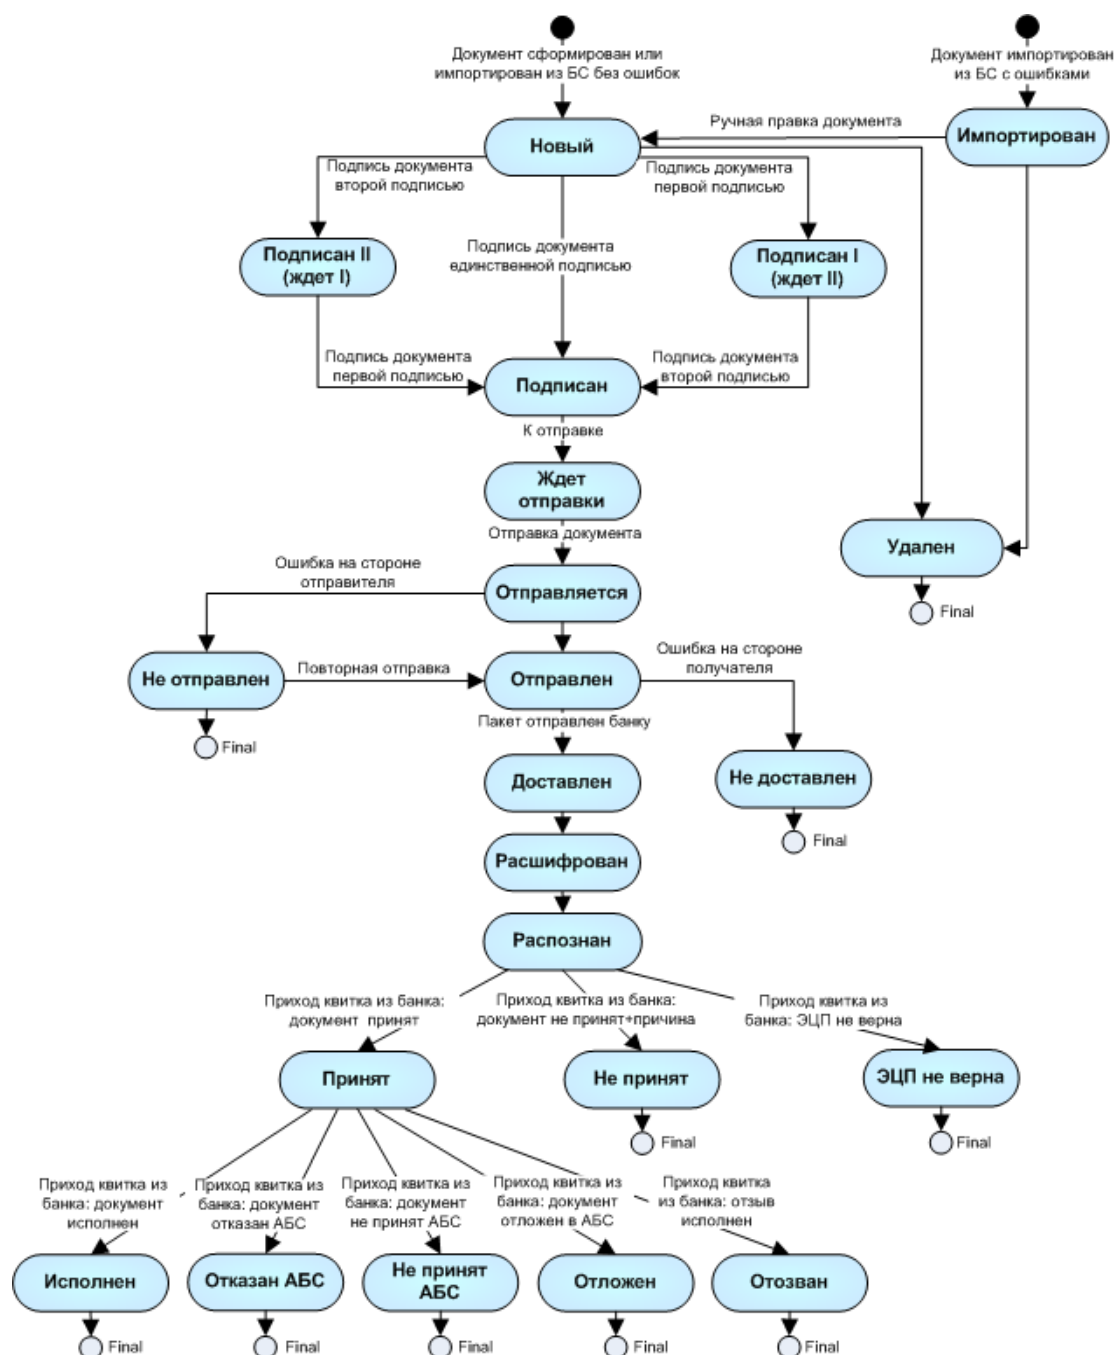 Документ сформирован или
импортирован из БС без ошибок
Документ импортирован
из БС с ошибками
Ручная правка документа
Новый
Импортирован
Подпись документа
второй подписью
Подпись документа
первой подписью
Подписан II
(ждет I)
Подпись документа
единственной подписью
Подписан I
(ждет II)
Подпись документа
первой подписью
Подпись документа
второй подписью
Подписан
К отправке
Ждет
отправки
Отправка документа
Удален
Final
Ошибка на стороне
отправителя
Отправляется
Ошибка на стороне
получателя
Не отправлен
Повторная отправка
Отправлен
Final
Пакет отправлен банку
Доставлен
Не доставлен
Final
Расшифрован
Распознан
Приход квитка из банка:
документ принят
Приход квитка из банка:
документ не принят+причина
Приход квитка из
банка: ЭЦП не верна
Принят
Не принят
ЭЦП не верна
Final
Final
Приход квитка из
банка: документ
исполнен
Приход квитка из
банка: документ
отказан АБС
Приход квитка из
банка: документ
не принят АБС
Приход квитка из
банка: документ
отложен в АБС
Приход квитка
из банка: отзыв
исполнен
Исполнен
Отказан АБС
Не принят
АБС
Отложен
Отозван
Final
Final
Final
Final
Final